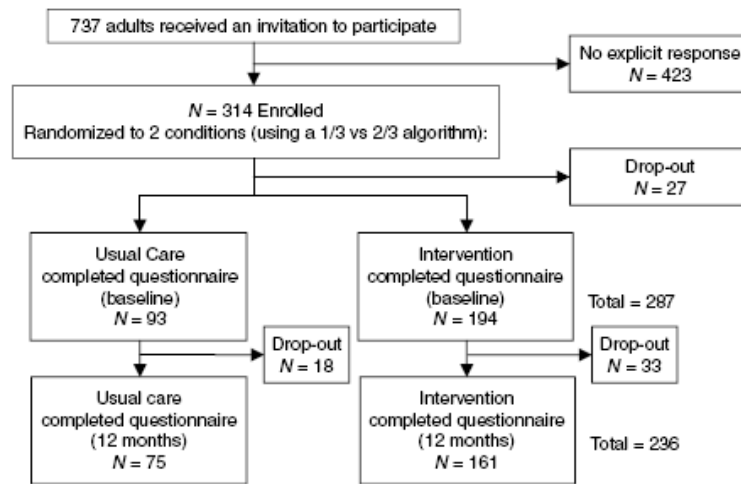 737 adults received an invitation to participate
No explicit response
N = 423
N = 314 Enrolled
Randomized to 2 conditions (using a 1/3 vs 2/3 algorithm):
Drop-out
N = 27
Usual Care
completed questionnaire
(baseline)
N = 93
Intervention
completed questionnaire
(baseline)
N = 194
Total = 287
Drop-out
N = 18
Drop-out
N = 33
Usual care
completed questionnaire
(12 months)
N = 75
Intervention
completed questionnaire
(12 months)
N = 161
Total = 236